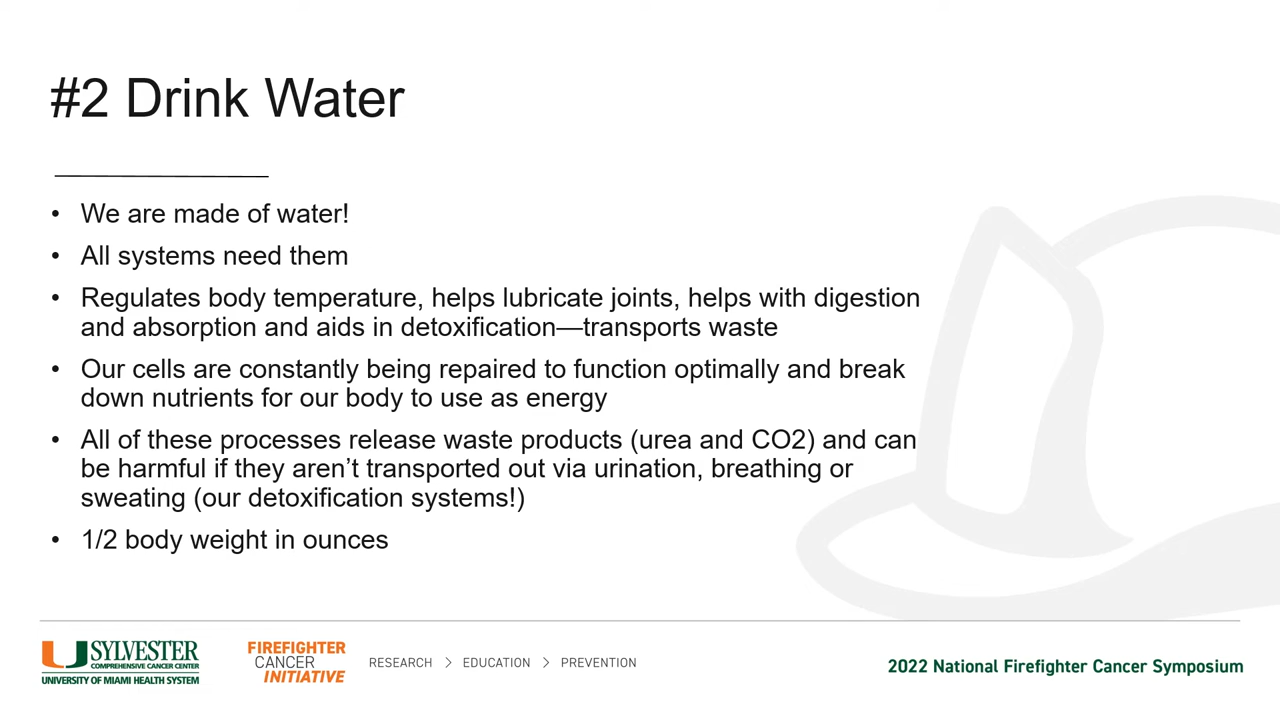 #2 Drink Water
• We are made of water!
• All systems need them
• Regulates body temperature, helps lubricate joints, helps with digestion
and absorption and aids in detoxification—transports waste
• Our cells are constantly being repaired to function optimally and break
down nutrients for our body to use as energy
• All of these processes release waste products (urea and CO2) and can
be harmful if they aren’t transported out via urination, breathing or
sweating (our detoxification systems!)
• 1/2 body weight in ounces
SYLVESTER
COMPREHENSIVE CANCER CENTER
UNIVERSITY OF MIAMI HEALTH SYSTEM
FIREFIGHTER
CANCER
INITIATIVE
RESEARCH > EDUCATION > PREVENTION
2022 National Firefighter Cancer Symposium